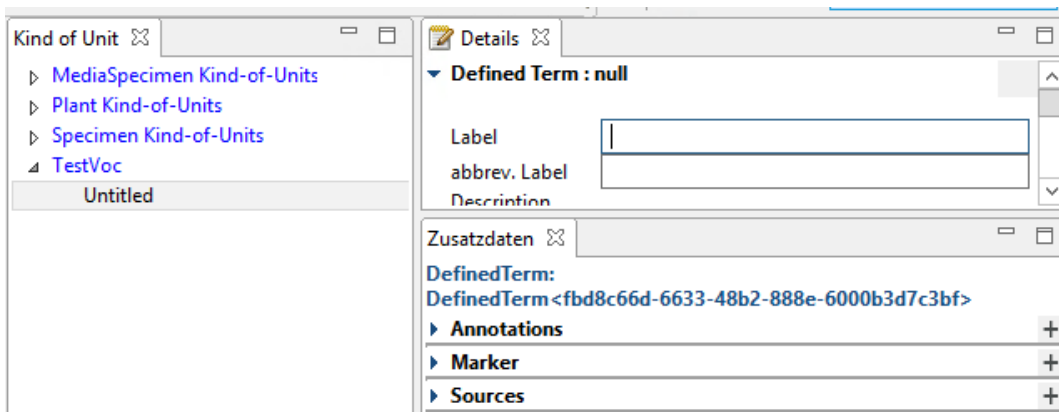 Kind of Unit
MediaSpecimen Kind-of-Units
Plant Kind-of-Units
Specimen Kind-of-Units
TestVoc
Untitled
Details
Defined Term : null
Label
abbrev. Label
Description
Zusatzdaten
DefinedTerm:
DefinedTerm<fbd8c66d-6633-48b2-888e-6000b3d7c3bf>
Annotations
Marker
Sources